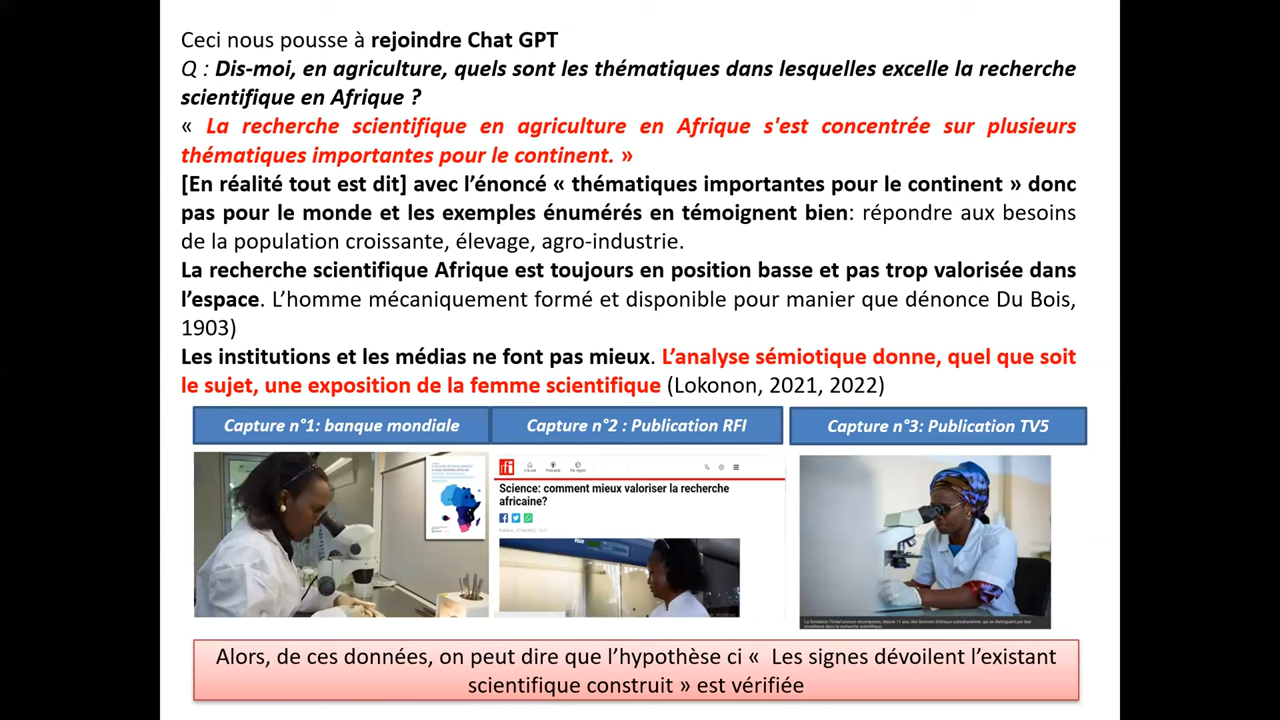 Ceci nous pousse à rejoindre Chat GPT
Q : Dis-moi, en agriculture, quels sont les thématiques dans lesquelles excelle la recherche
scientifique en Afrique ?
« La recherche scientifique en agriculture en Afrique s'est concentrée sur plusieurs
thématiques importantes pour le continent. »
[En réalité tout est dit] avec l’énoncé « thématiques importantes pour le continent » donc
pas pour le monde et les exemples énumérés en témoignent bien: répondre aux besoins
de la population croissante, élevage, agro-industrie.
La recherche scientifique Afrique est toujours en position basse et pas trop valorisée dans
l’espace. L’homme mécaniquement formé et disponible pour manier que dénonce Du Bois,
1903)
Les institutions et les médias ne font pas mieux. L’analyse sémiotique donne, quel que soit
le sujet, une exposition de la femme scientifique (Lokonon, 2021, 2022)
Capture n°1: banque mondiale
Capture n°2 : Publication RFI
Capture n°3: Publication TV5
rfi
Science: comment mieux valoriser la recherche
africaine?
Alors, de ces données, on peut dire que l’hypothèse ci « Les signes dévoilent l’existant
scientifique construit » est vérifiée